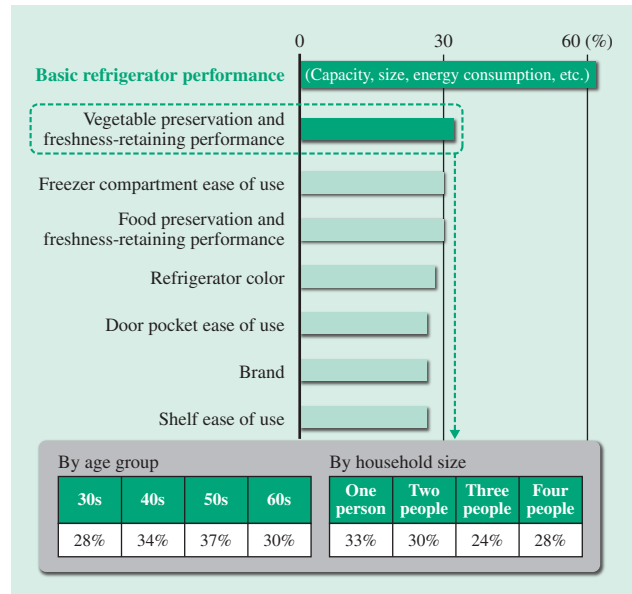 0 30 60 (%)
Basic refrigerator performance (Capacity, size, energy consumption, etc.)
Vegetable preservation and
freshness-retaining performance
Freezer compartment ease of use
Food preservation and
freshness-retaining performance
Refrigerator color
Door pocket ease of use
Brand
Shelf ease of use
By age group
30s 40s 50s 60s
28% 34% 37% 30%
By household size
One person Two people Three people Four people
33% 30% 24% 28%